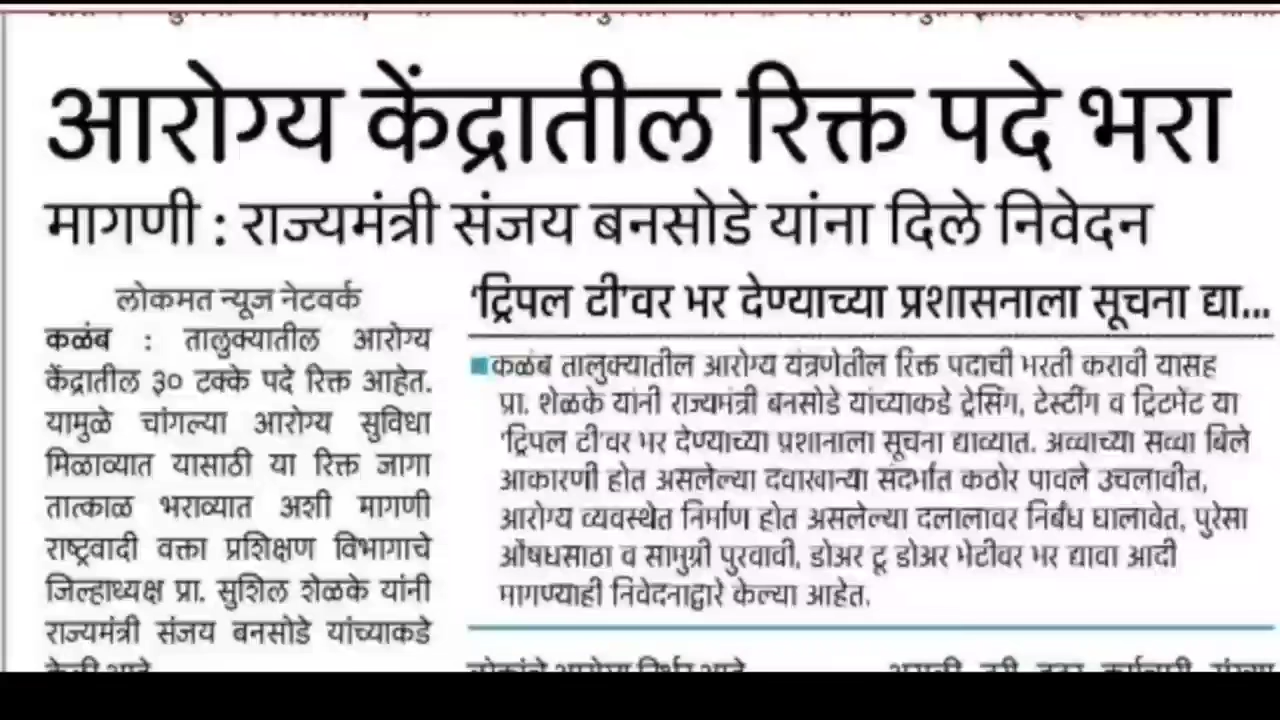 आरोग्य केंद्रातील रिक्त पदे भरा
मागणी : राज्यमंत्री संजय बनसोडे यांना दिले निवेदन
लोकमत न्यूज नेटवर्क
कळंब : तालुक्यातील आरोग्य
केंद्रातील ३० टक्के पदे रिक्त आहेत.
यामुळे चांगल्या आरोग्य सुविधा
मिळाव्यात यासाठी या रिक्त जागा
तात्काळ भराव्यात अशी मागणी
राष्ट्रवादी वक्ता प्रशिक्षण विभागाचे
जिल्हाध्यक्ष प्रा. सुशिल शेळके यांनी
राज्यमंत्री संजय बनसोडे यांच्याकडे
केली आहे
'ट्रिपल टी'वर भर देण्याच्या प्रशासनाला सूचना द्या...
कळंब तालुक्यातील आरोग्य यंत्रणेतील रिक्त पदाची भरती करावी यासह
प्रा. शेळके यांनी राज्यमंत्री बनसोडे यांच्याकडे ट्रेसिंग, टेस्टींग व ट्रिटमेंट या
'ट्रिपल टी'वर भर देण्याच्या प्रशानाला सूचना द्याव्यात. अव्वाच्या सव्वा बिले
आकारणी होत असलेल्या दवाखान्या संदर्भात कठोर पावले उचलावीत,
आरोग्य व्यवस्थेत निर्माण होत असलेल्या दलालावर निर्बंध घालावेत, पुरेसा
औषधसाठा व सामुग्री पुरवावी, डोअर टू डोअर भेटीवर भर द्यावा आदी
मागण्याही निवेदनाद्वारे केल्या आहेत.